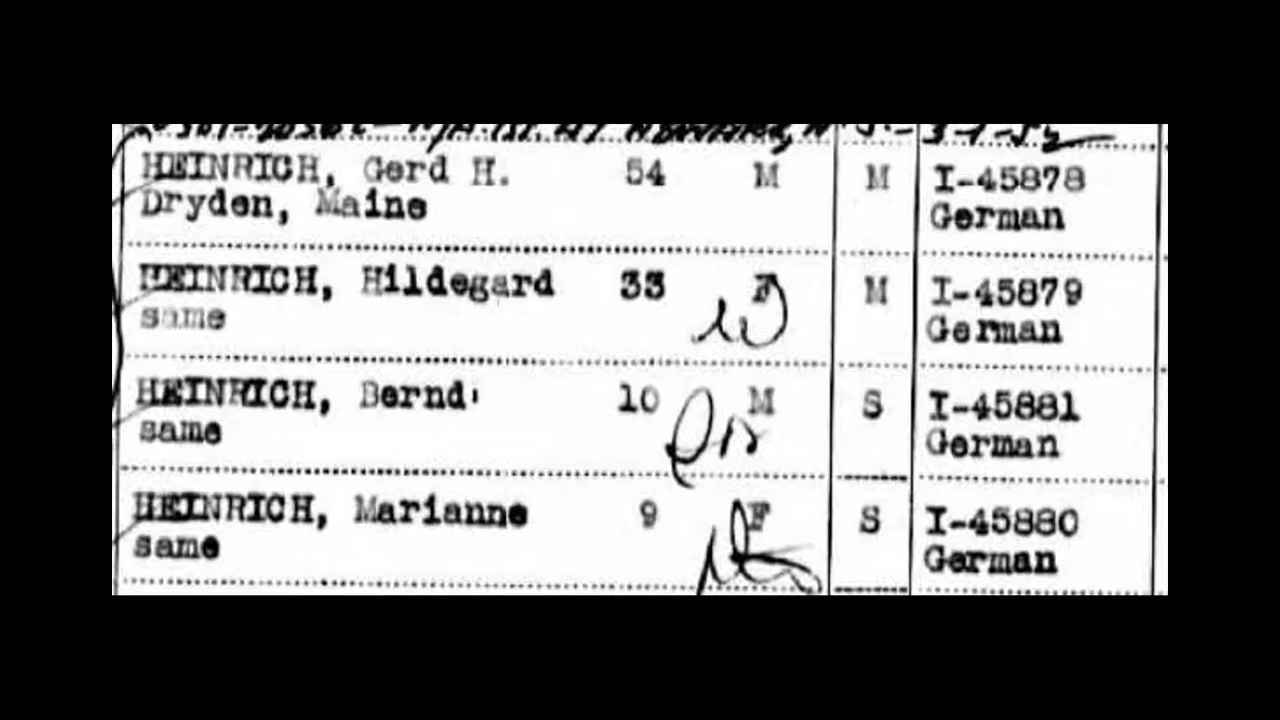 HEINRICH, Gerd H. 54 M M I-45878
Dryden, Maine German
HEINRICH, Hildegard 33 F M I-45879
same German
HEINRICH, Bernd 10 M S I-45881
same German
HEINRICH, Marianne 9 F S I-45880
same German